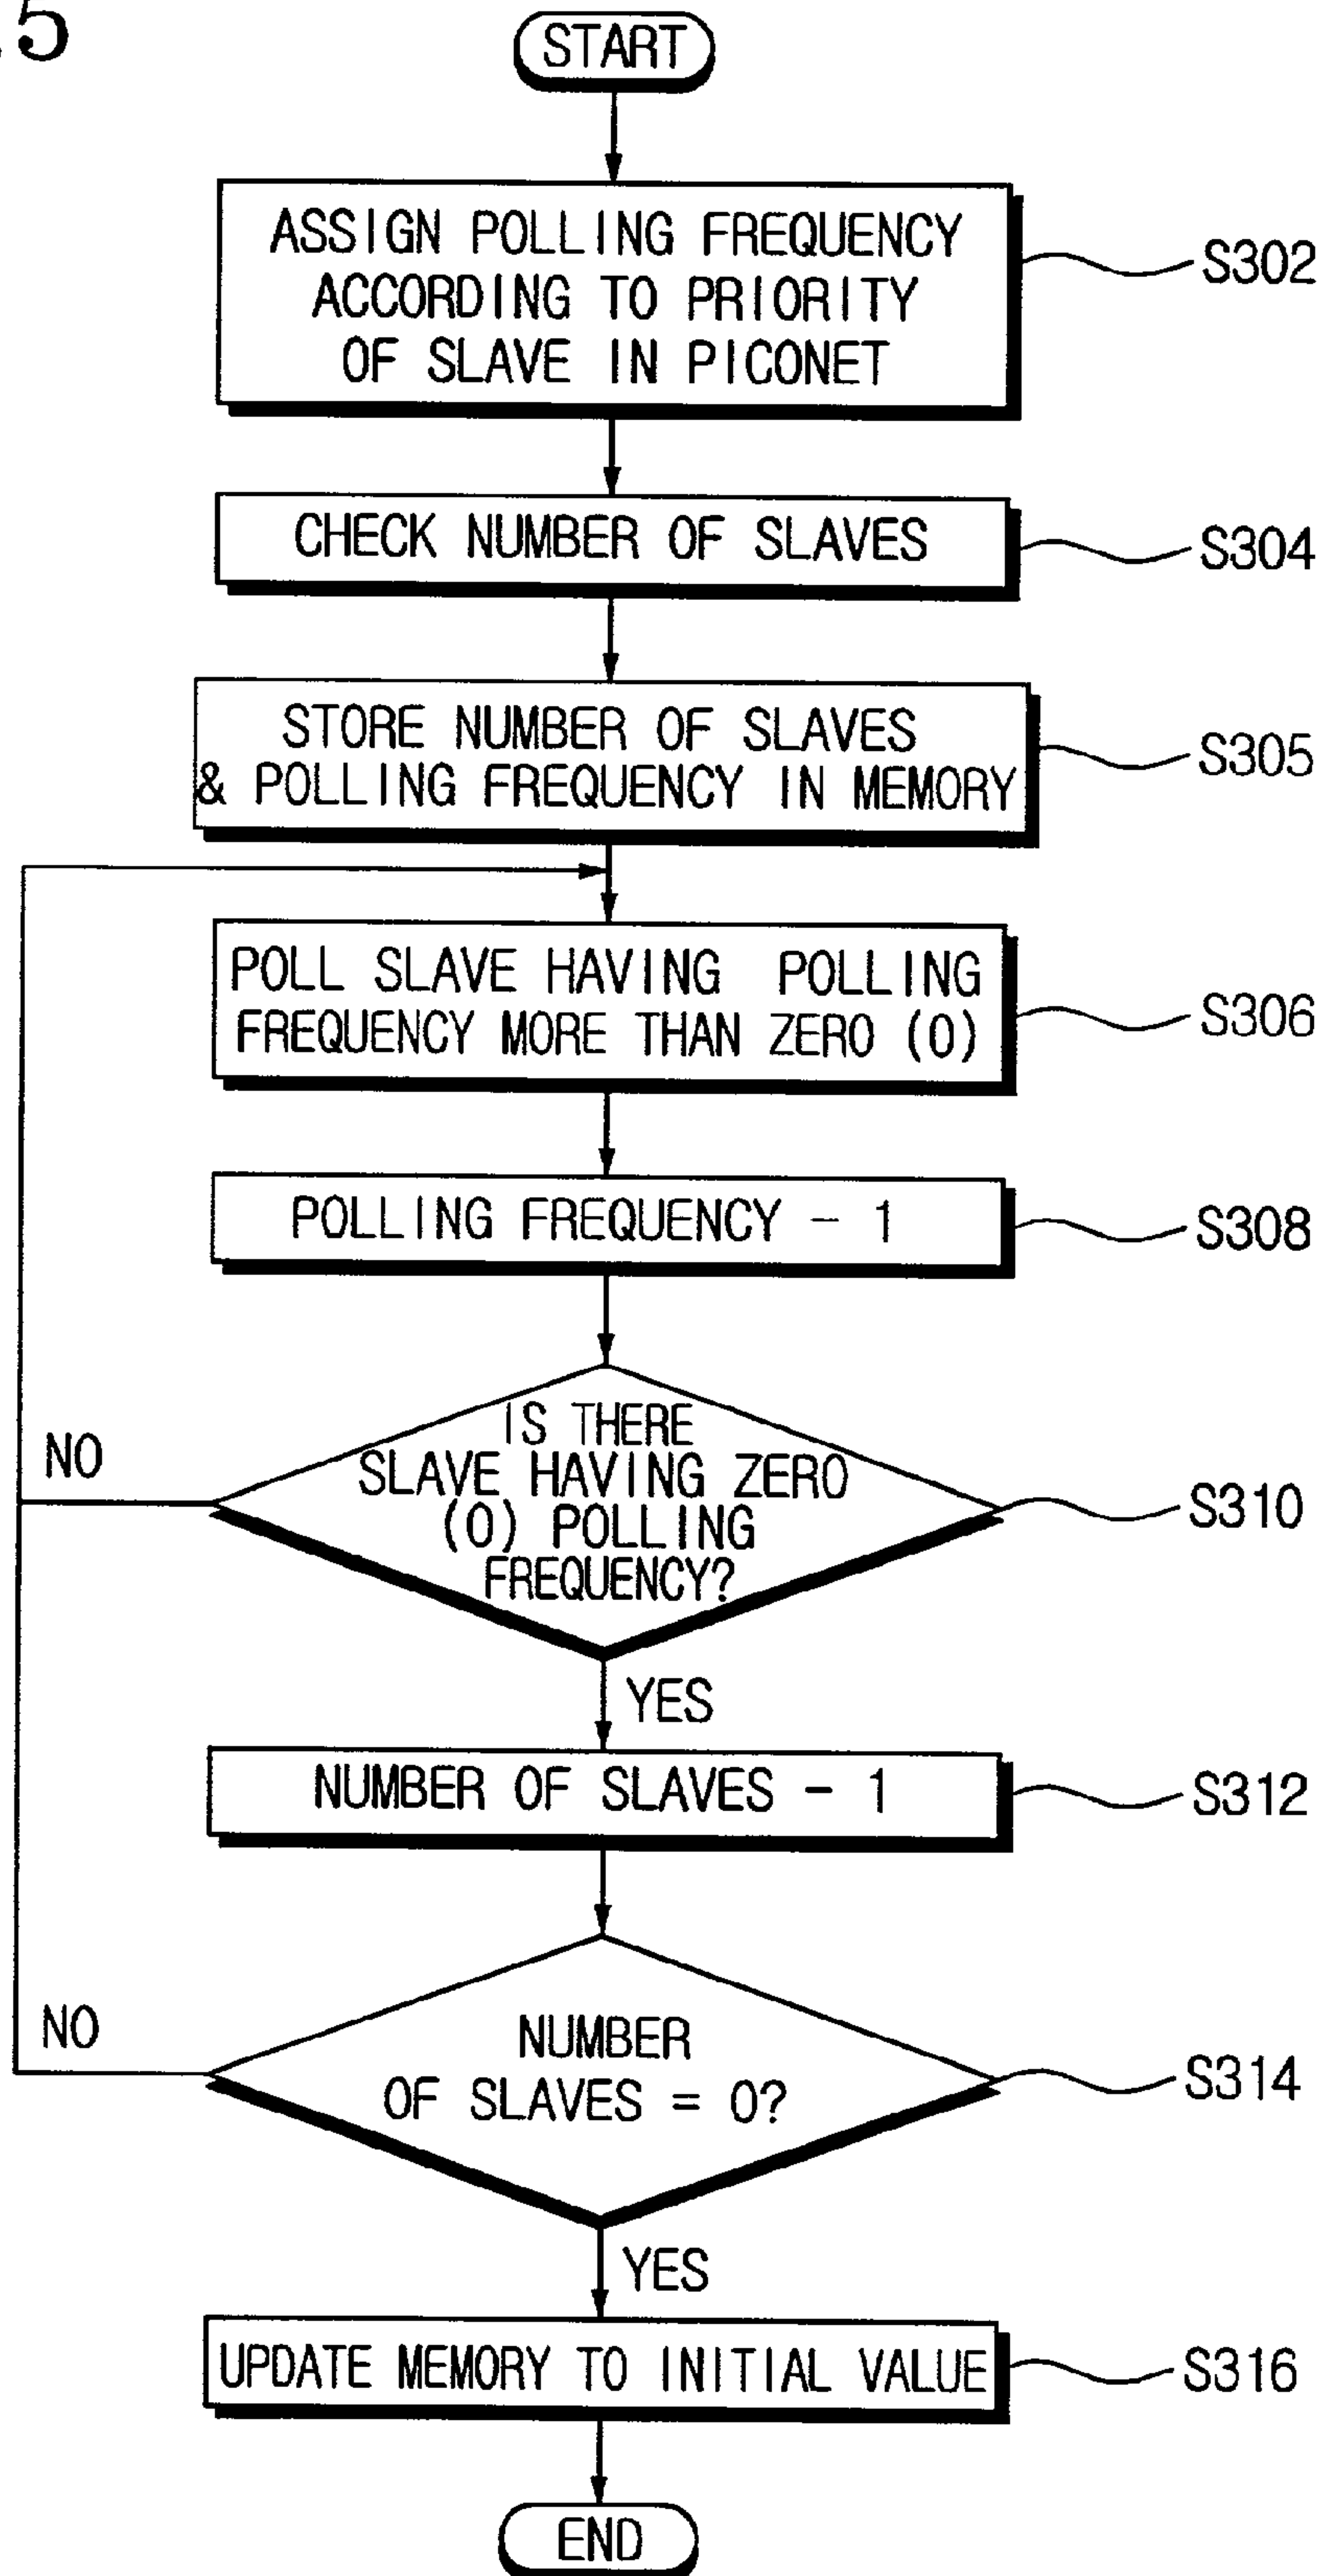 .5
START
ASSIGN POLLING FREQUENCY
ACCORDING TO PRIORITY
OF SLAVE IN PICONET
S302
CHECK NUMBER OF SLAVES
S304
STORE NUMBER OF SLAVES
& POLLING FREQUENCY IN MEMORY
S305
POLL SLAVE HAVING POLLING
FREQUENCY MORE THAN ZERO (0)
S306
POLLING FREQUENCY - 1
S308
IS THERE
SLAVE HAVING ZERO
(0) POLLING
FREQUENCY?
S310
NO
YES
NUMBER OF SLAVES - 1
S312
NUMBER
OF SLAVES = 0?
S314
NO
YES
UPDATE MEMORY TO INITIAL VALUE
S316
END